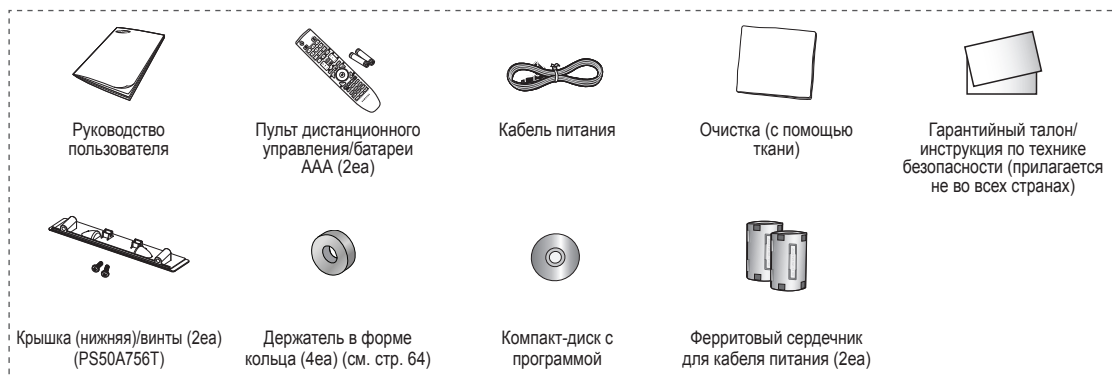 Руководство
пользователя
Пульт дистанционного
управления/батареи
AAA (2ea)
Кабель питания
Очистка (с помощью
ткани)
Гарантийный талон/
инструкция по технике
безопасности (прилагается
не во всех странах)
Крышка (нижняя)/винты (2ea)
(PS50A756T)
Держатель в форме
кольца (4ea) (см. стр. 64)
Компакт-диск с
программой
Ферритовый сердечник
для кабеля питания (2ea)